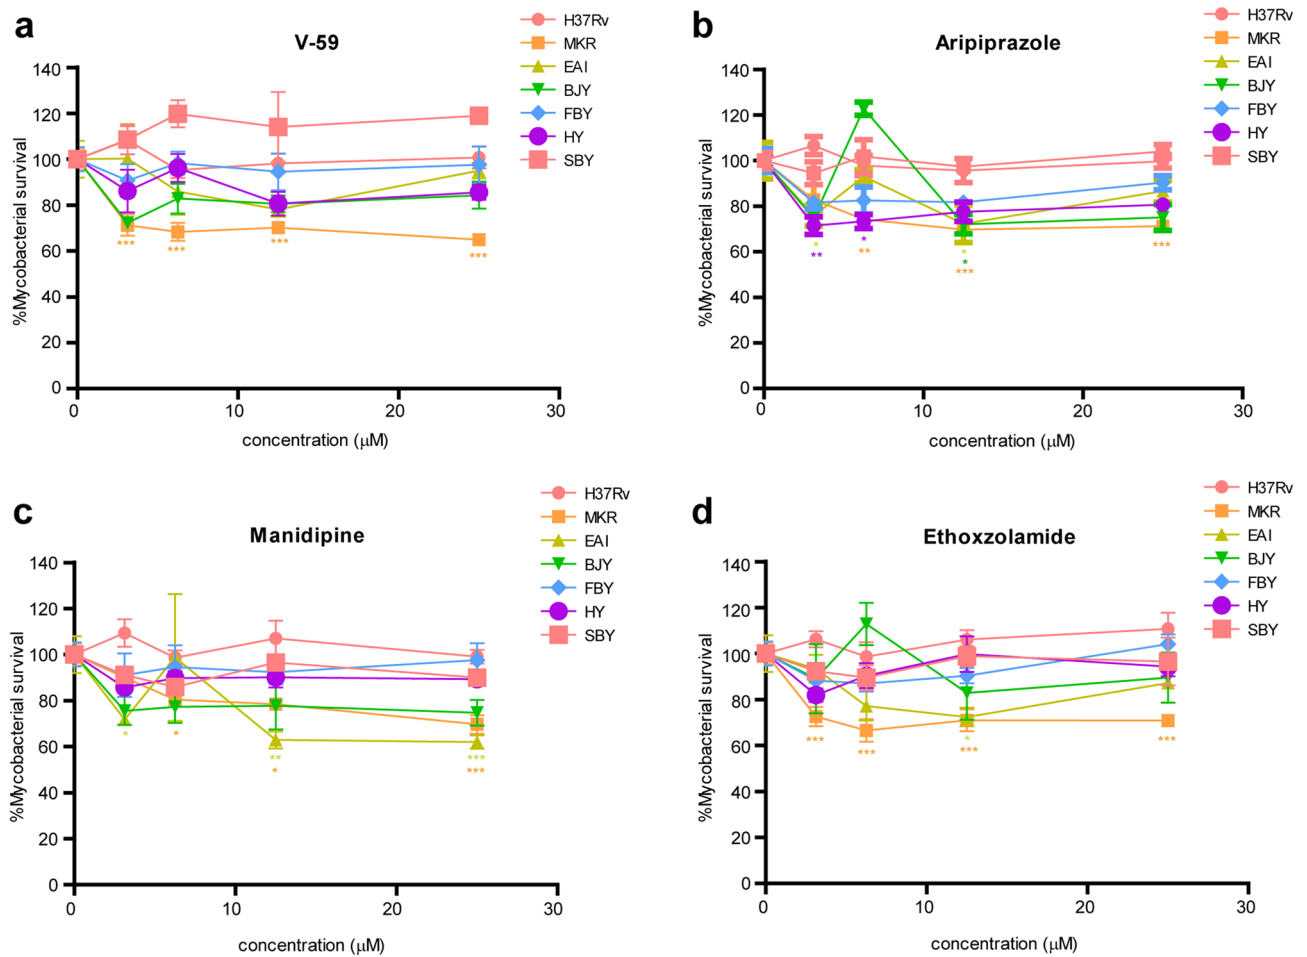 a
V-59
H37Rv
MKR
EAI
BJY
FBY
HY
SBY
%Mycobacterial survival
140
120
100
80
60
40
20
0
***
***
***
***
0
10
20
30
concentration (μM)
b
Aripiprazole
H37Rv
MKR
EAI
BJY
FBY
HY
SBY
%Mycobacterial survival
140
120
100
80
60
40
20
0
*
**
*
**
*
*
***
***
0
10
20
30
concentration (μM)
c
Manidipine
H37Rv
MKR
EAI
BJY
FBY
HY
SBY
%Mycobacterial survival
140
120
100
80
60
40
20
0
*
*
**
*
***
***
0
10
20
30
concentration (μM)
d
Ethoxzolamide
H37Rv
MKR
EAI
BJY
FBY
HY
SBY
%Mycobacterial survival
140
120
100
80
60
40
20
0
***
***
*
***
***
0
10
20
30
concentration (μM)